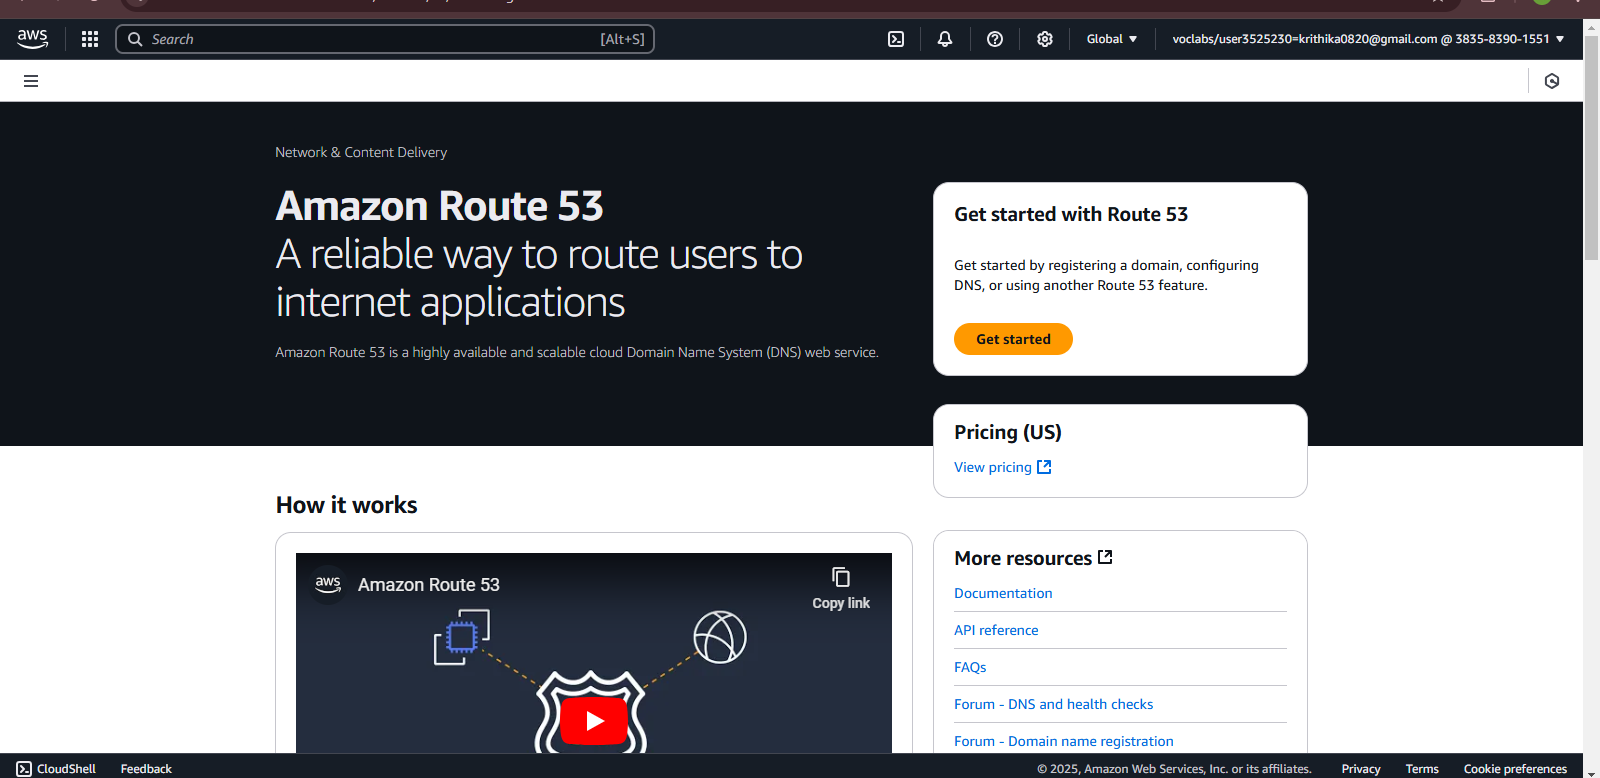 aws
Search
[Alt+S]
Global
voclabs/user3525230=krithika0820@gmail.com @ 3835-8390-1551
Network & Content Delivery
Amazon Route 53
A reliable way to route users to
internet applications
Amazon Route 53 is a highly available and scalable cloud Domain Name System (DNS) web service.
Get started with Route 53
Get started by registering a domain, configuring
DNS, or using another Route 53 feature.
Get started
Pricing (US)
View pricing
How it works
aws
Amazon Route 53
Copy link
More resources
Documentation
API reference
FAQs
Forum - DNS and health checks
Forum - Domain name registration
CloudShell
Feedback
© 2025, Amazon Web Services, Inc. or its affiliates.
Privacy
Terms
Cookie preferences